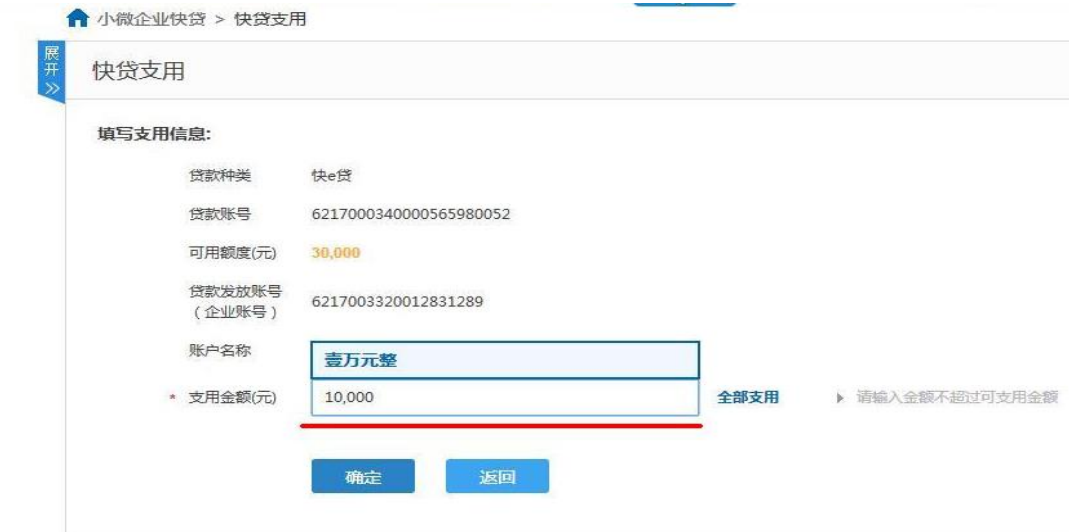 小微企业快贷 > 快贷支用
展开 »
快贷支用
填写支用信息:
贷款种类 快e贷
贷款账号 6217000340000565980052
可用额度(元) 30,000
贷款发放账号
(企业账号) 6217003320012831289
账户名称
壹万元整
* 支用金额(元) 10,000 全部支用 请输入金额不超过可支用金额
确定 返回